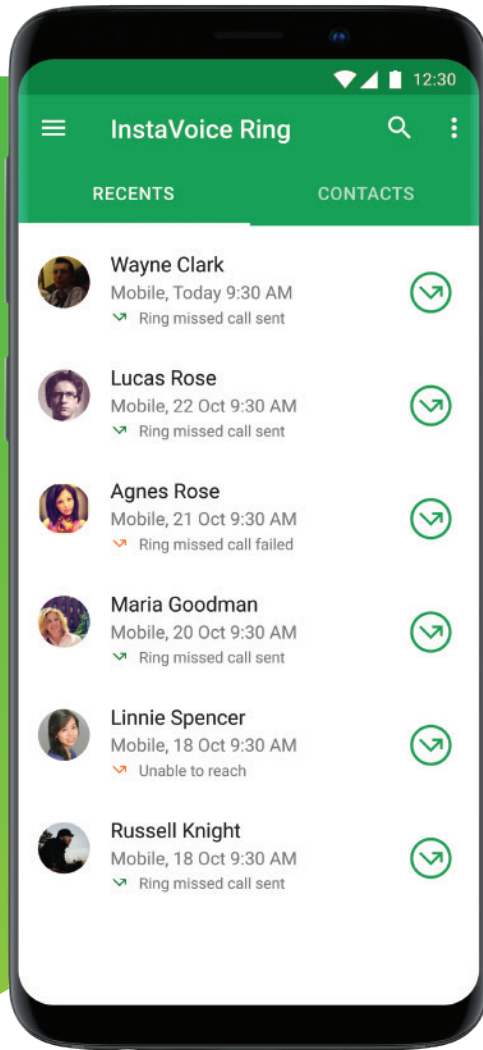 12:30
InstaVoice Ring
RECENTS CONTACTS
Wayne Clark
Mobile, Today 9:30 AM
Ring missed call sent
Lucas Rose
Mobile, 22 Oct 9:30 AM
Ring missed call sent
Agnes Rose
Mobile, 21 Oct 9:30 AM
Ring missed call failed
Maria Goodman
Mobile, 20 Oct 9:30 AM
Ring missed call sent
Linnie Spencer
Mobile, 18 Oct 9:30 AM
Unable to reach
Russell Knight
Mobile, 18 Oct 9:30 AM
Ring missed call sent